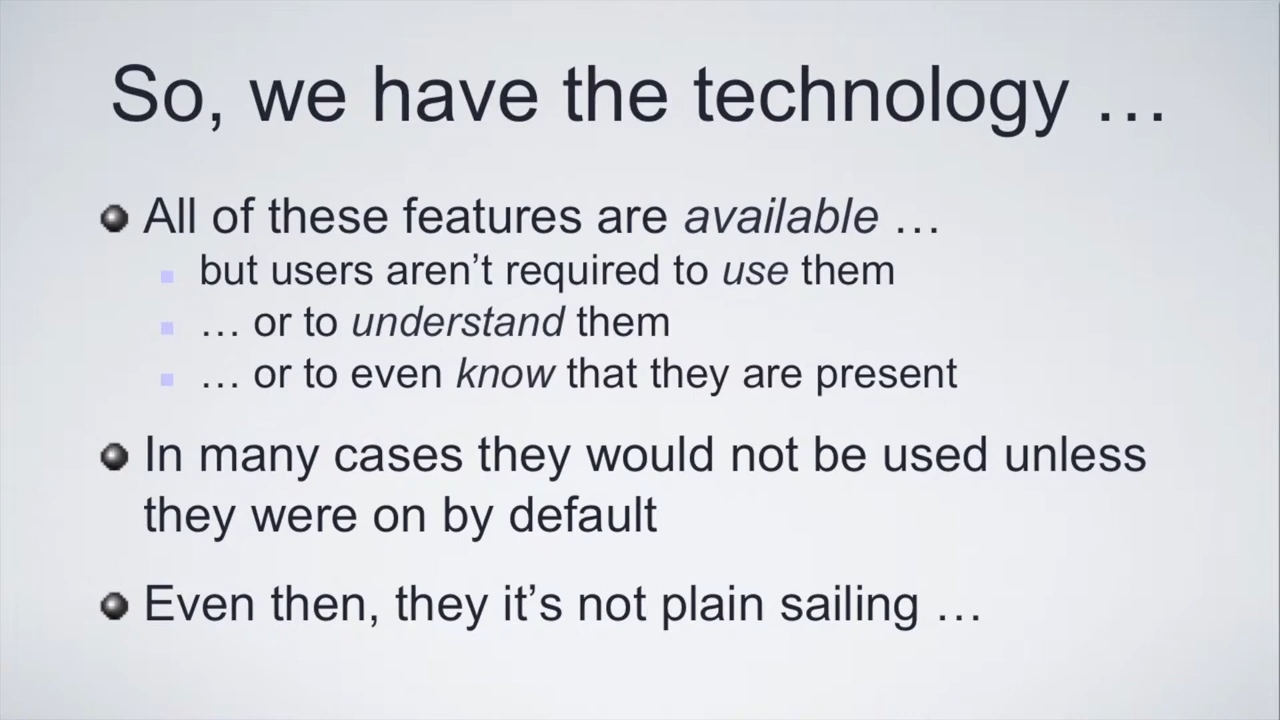 So, we have the technology …
All of these features are available …
but users aren’t required to use them
… or to understand them
… or to even know that they are present
In many cases they would not be used unless
they were on by default
Even then, they it’s not plain sailing …